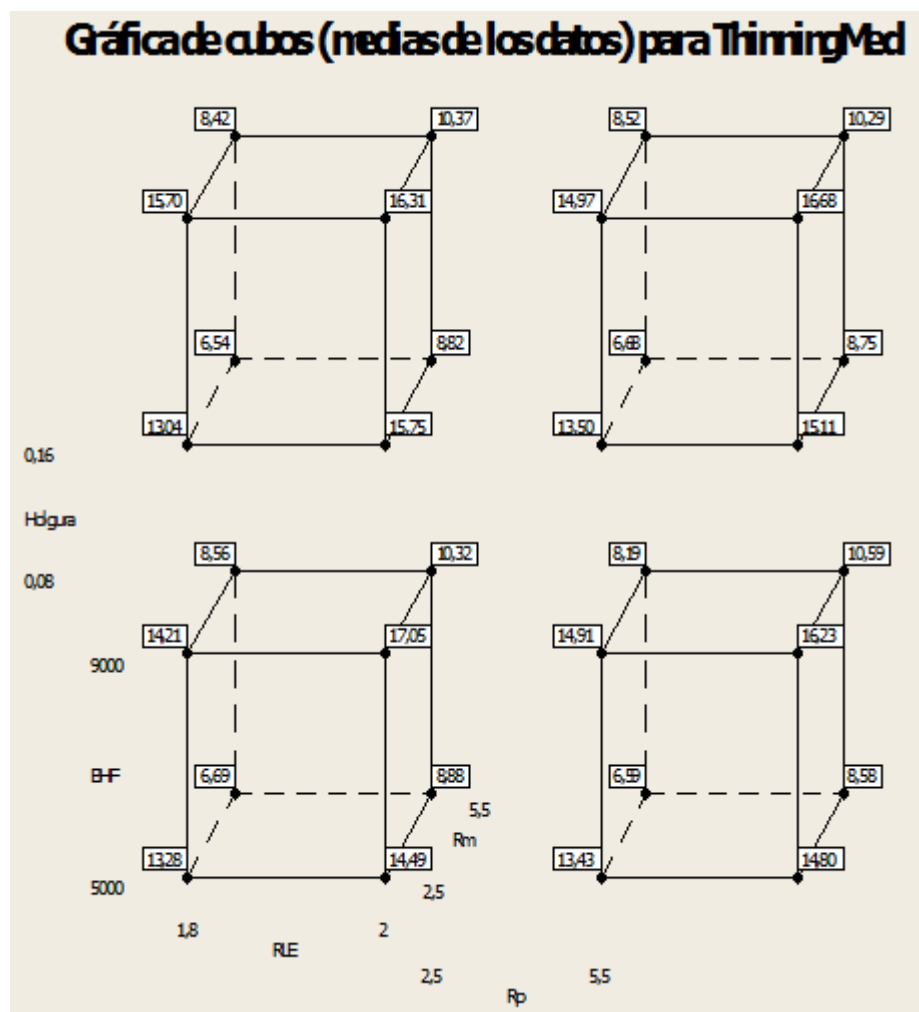 Gráfica de cubos (medias de los datos) para ThinningMed
8,42 10,37 8,52 10,29
15,70 16,31 14,97 16,68
6,54 8,82 6,68 8,75
13,04 15,75 13,50 15,11
0,16
Holgura
8,56 10,32 8,19 10,59
0,08
14,21 17,05 14,91 16,23
9000
BHF 6,69 8,88 6,59 8,58
5,5
Rm
13,28 14,49 13,43 14,80
5000 2,5
1,8 2
RLE
2,5 5,5
Rp